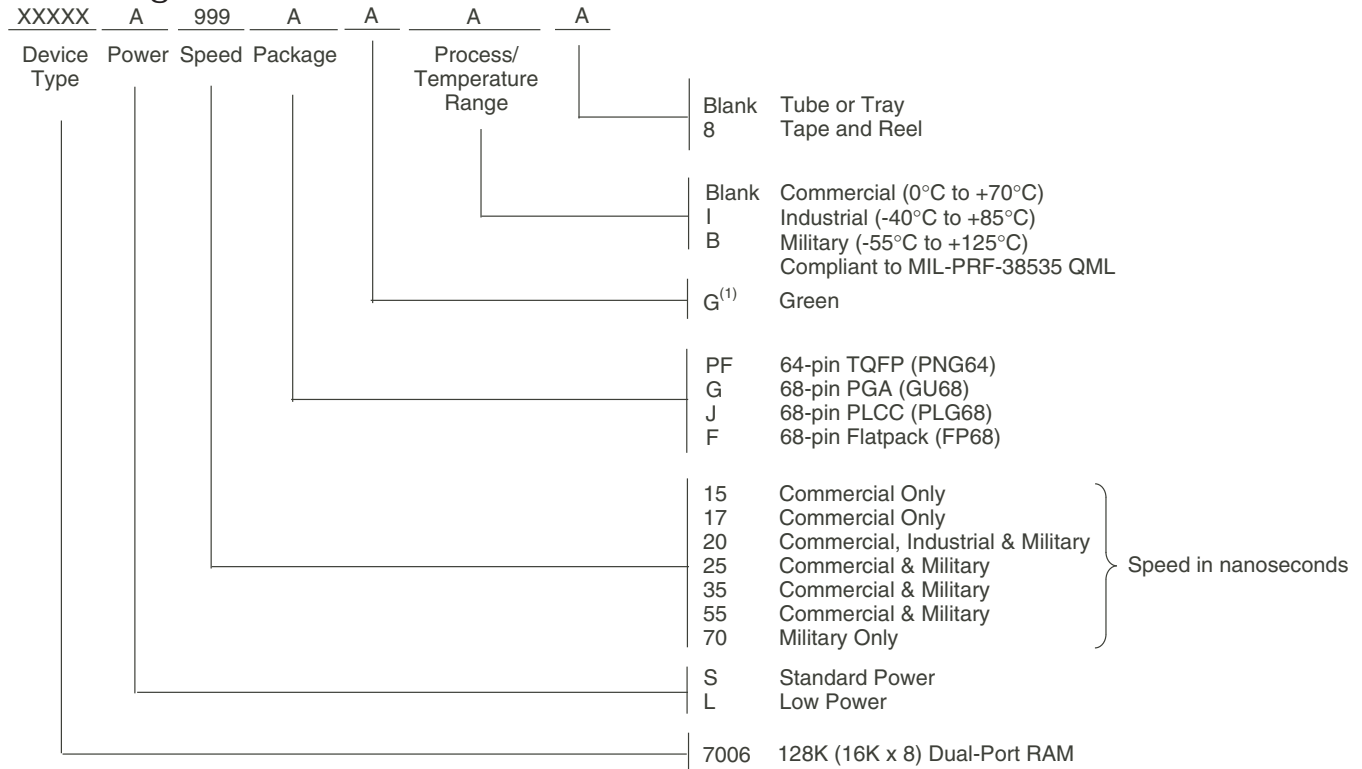 XXXXX A 999 A A A A
Device Type Power Speed Package Process/ Temperature Range
Blank Tube or Tray
8 Tape and Reel
Blank Commercial (0°C to +70°C)
I Industrial (-40°C to +85°C)
B Military (-55°C to +125°C)
Compliant to MIL-PRF-38535 QML
G(1) Green
PF 64-pin TQFP (PNG64)
G 68-pin PGA (GU68)
J 68-pin PLCC (PLG68)
F 68-pin Flatpack (FP68)
15 Commercial Only
17 Commercial Only
20 Commercial, Industrial & Military
25 Commercial & Military
35 Commercial & Military
55 Commercial & Military
70 Military Only
Speed in nanoseconds
S Standard Power
L Low Power
7006 128K (16K x 8) Dual-Port RAM